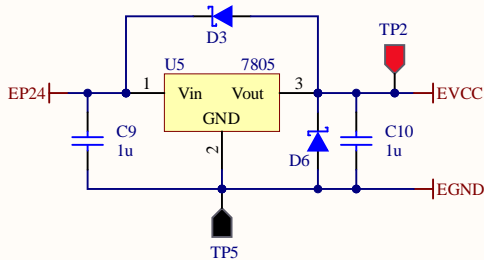 TP2
D3
U5 7805
1 3
EP24 Vin Vout EVCC
GND
C9 C10
1u 2 D6 1u
EGND
TP5